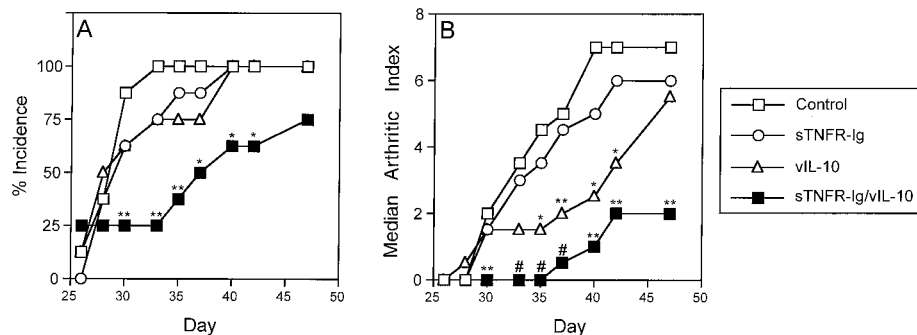 A
% Incidence
100
75
50
25
0
** ** ** * * *
25 30 35 40 45 50
Day
B
Median Arthritic Index
8
6
4
2
0
* ** * *
** # # # ** ** **
25 30 35 40 45 50
Day
Control
sTNFR-Ig
vIL-10
sTNFR-Ig/vIL-10